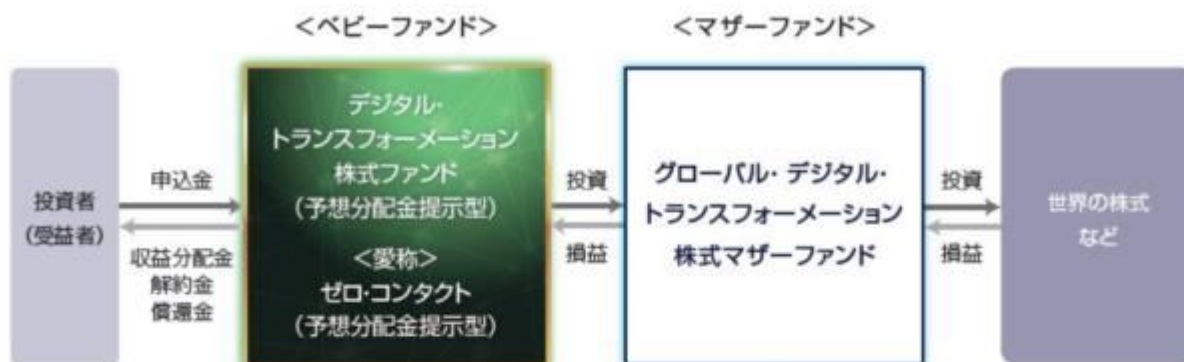 <ベビーファンド>
<マザーファンド>
投資者
(受益者)
申込金
収益分配金
解約金
償還金
デジタル・
トランスフォーメーション
株式ファンド
(予想分配金提示型)
<愛称>
ゼロ・コンタクト
(予想分配金提示型)
投資
損益
グローバル・デジタル・
トランスフォーメーション
株式マザーファンド
投資
損益
世界の株式
など